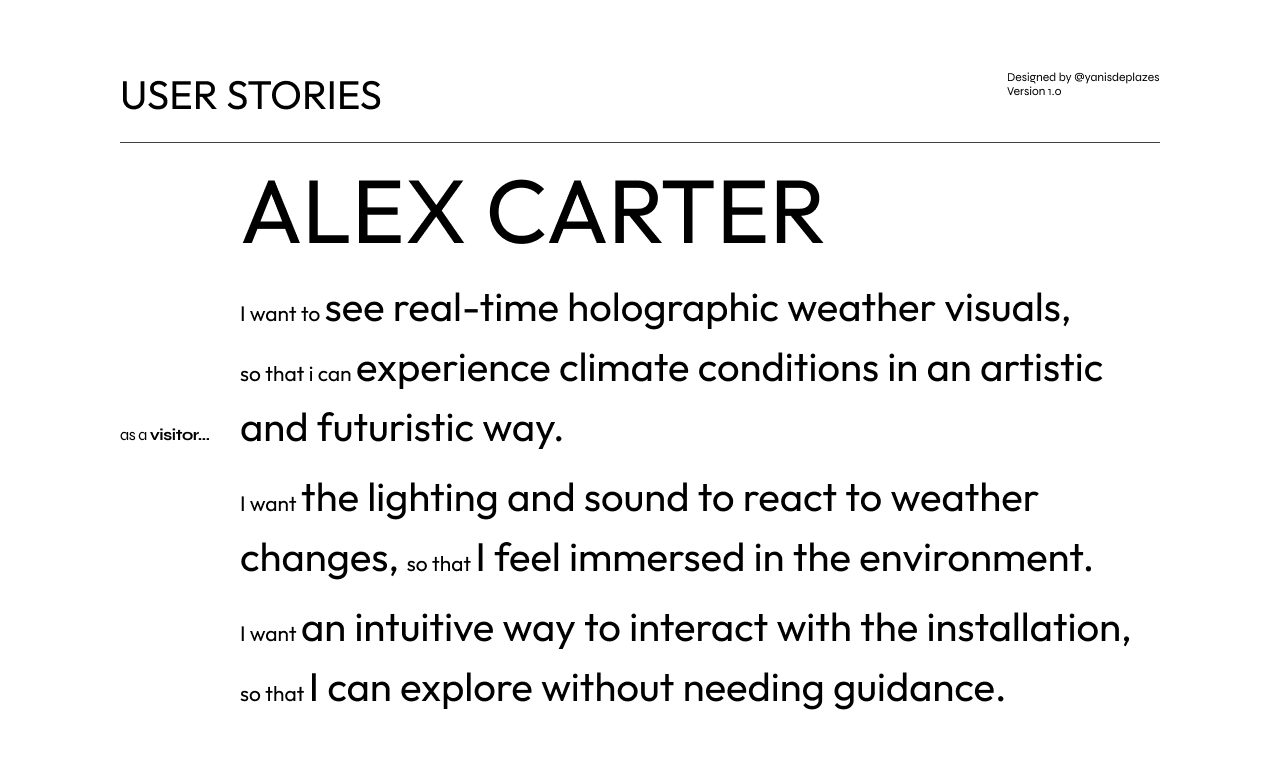 USER STORIES
Designed by @yanisdeplazes
Version 1.0
ALEX CARTER
I want to see real-time holographic weather visuals,
so that i can experience climate conditions in an artistic
as a visitor... and futuristic way.
I want the lighting and sound to react to weather
changes, so that I feel immersed in the environment.
I want an intuitive way to interact with the installation,
so that I can explore without needing guidance.